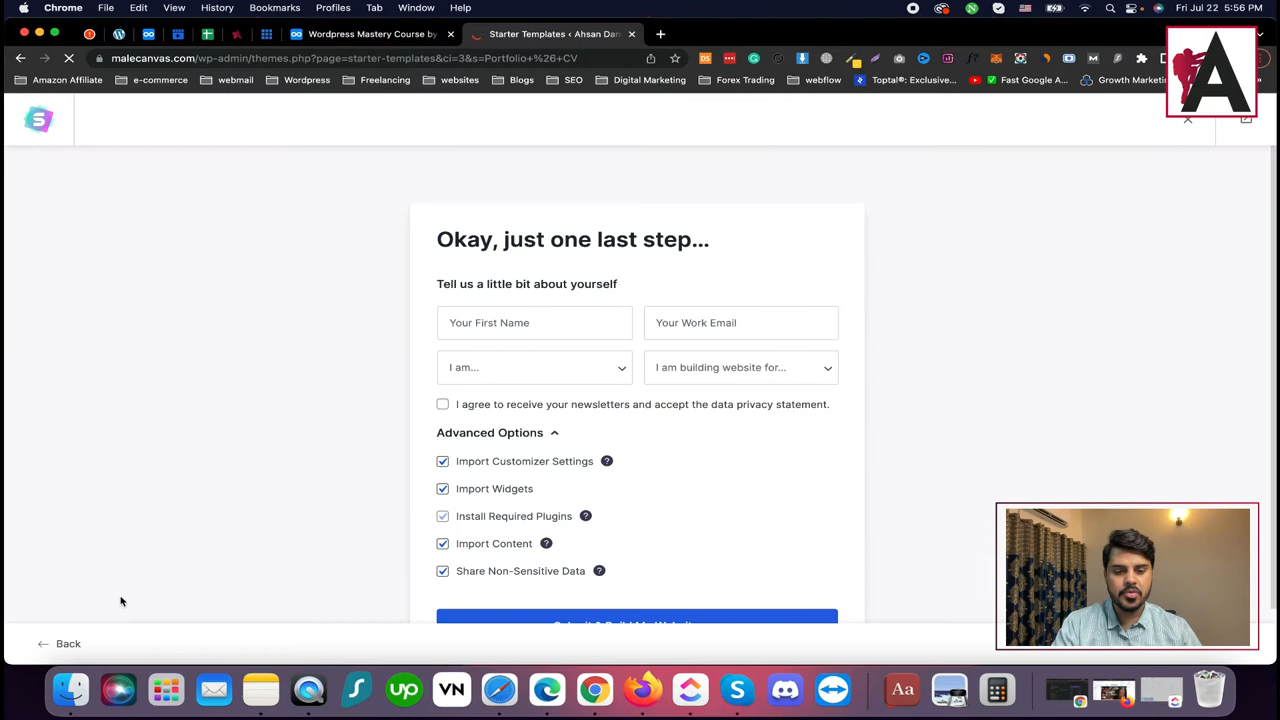 Chrome File Edit View History Bookmarks Profiles Tab Window Help Fri Jul 22 5:56 PM
Wordpress Mastery Course by
Starter Templates ‹ Ahsan Dan
malecanvas.com/wp-admin/themes.php?page=starter-templates&ci=3&s=Portfolio+%26+CV
Amazon Affiliate e-commerce webmail Wordpress Freelancing websites Blogs SEO Digital Marketing Forex Trading webflow Toptal®: Exclusive... Fast Google A... Growth Marketi
S
A
Okay, just one last step...
Tell us a little bit about yourself
Your First Name Your Work Email
I am... I am building website for...
I agree to receive your newsletters and accept the data privacy statement.
Advanced Options
Import Customizer Settings ?
Import Widgets
Install Required Plugins ?
Import Content ?
Share Non-Sensitive Data ?
Back
up VN Aa